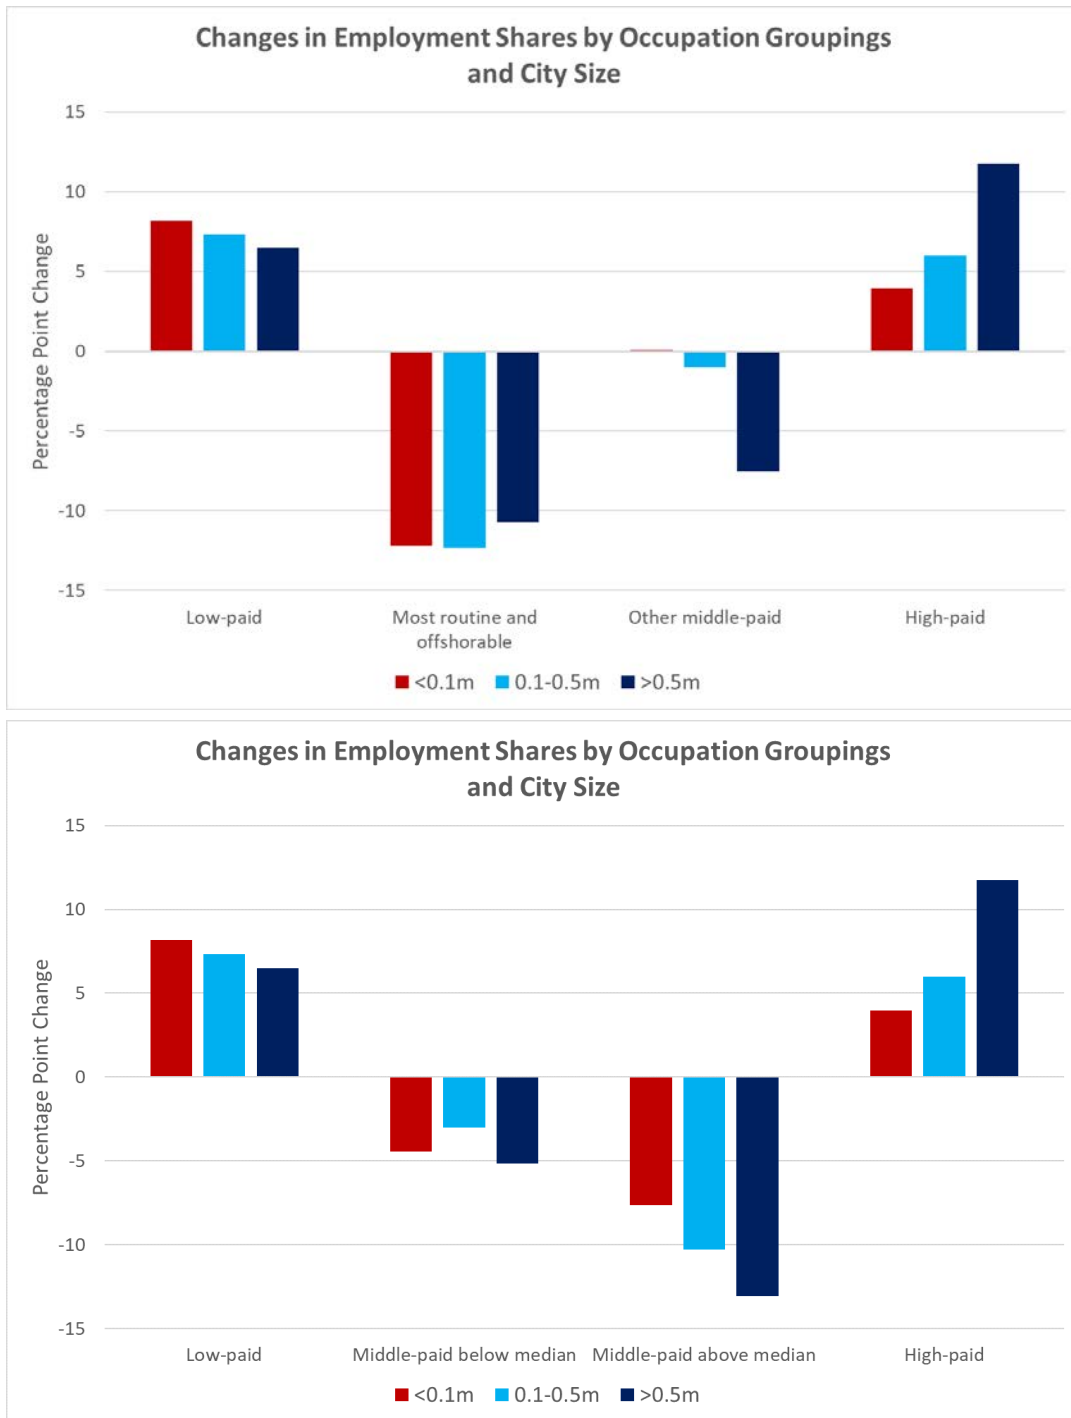 Changes in Employment Shares by Occupation Groupings
and City Size
Percentage Point Change
15
10
5
0
-5
-10
-15
Low-paid
Most routine and
offshorable
Other middle-paid
High-paid
<0.1m 0.1-0.5m >0.5m
Changes in Employment Shares by Occupation Groupings
and City Size
Percentage Point Change
15
10
5
0
-5
-10
-15
Low-paid
Middle-paid below median
Middle-paid above median
High-paid
<0.1m 0.1-0.5m >0.5m